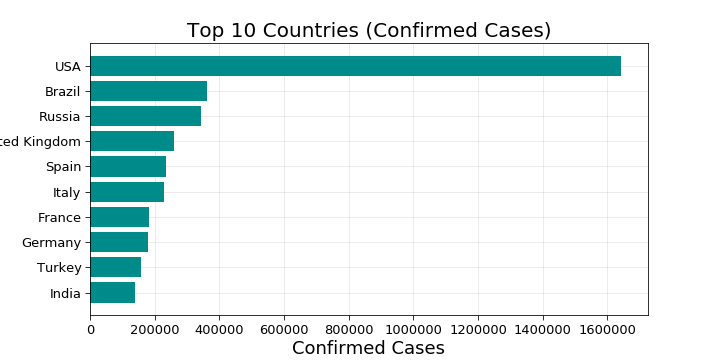 Top 10 Countries (Confirmed Cases)
USA
Brazil
Russia
ted Kingdom
Spain
Italy
France
Germany
Turkey
India
0 200000 400000 600000 800000 1000000 1200000 1400000 1600000
Confirmed Cases